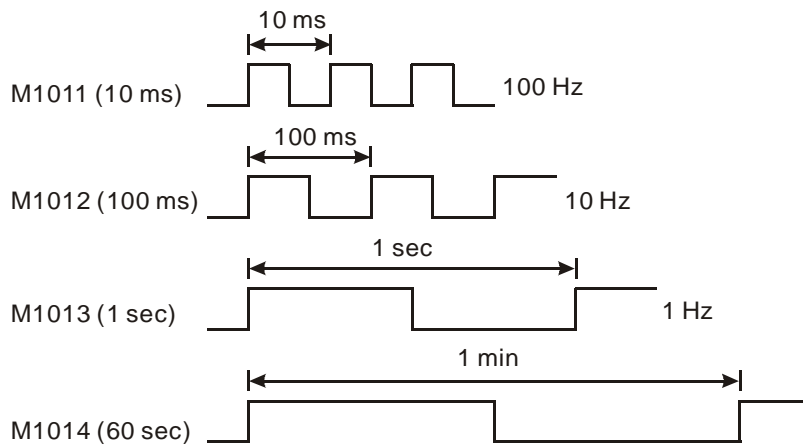 10 ms
M1011 (10 ms)
100 Hz
100 ms
M1012 (100 ms)
10 Hz
1 sec
M1013 (1 sec)
1 Hz
1 min
M1014 (60 sec)